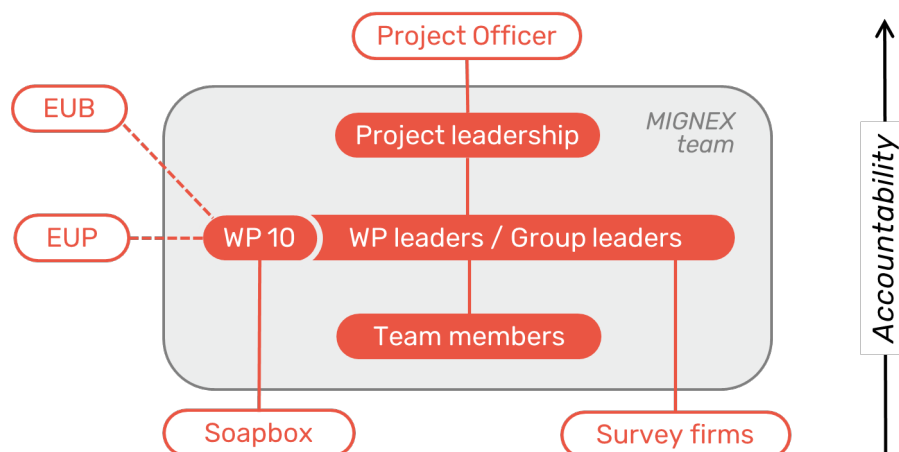 Project Officer
EUB
MIGNEX
team
Project leadership
EUP
WP 10
WP leaders / Group leaders
Team members
Soapbox
Survey firms
Accountability